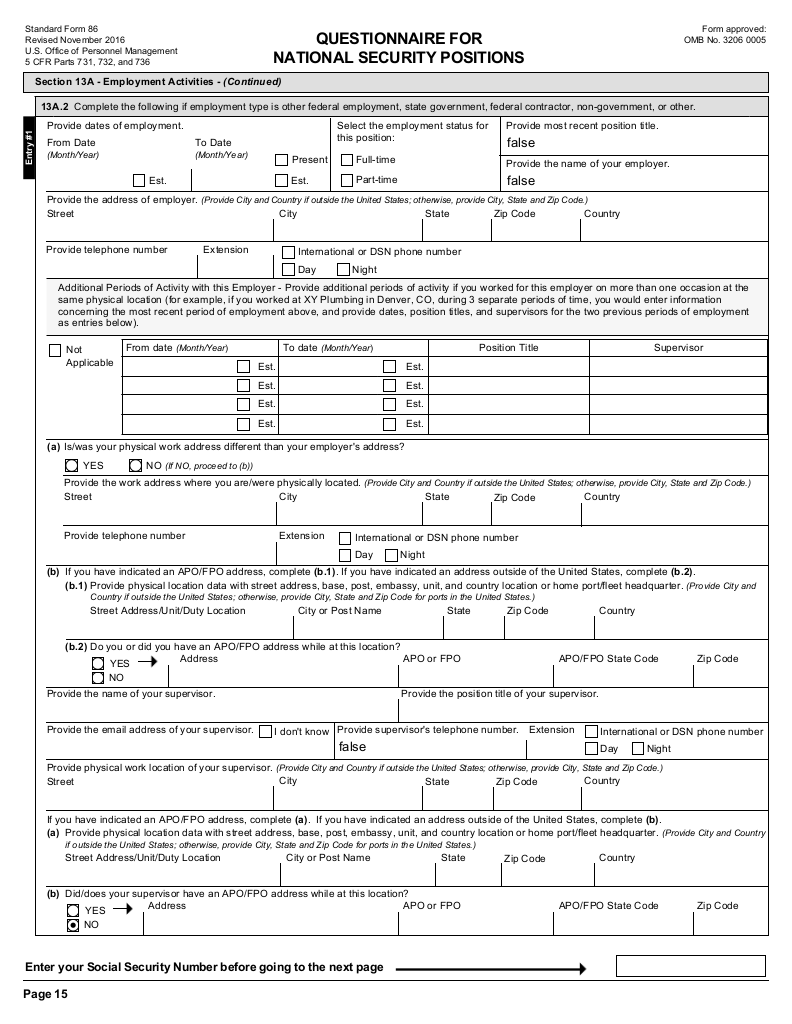 Standard Form 86
Revised November 2016
U.S. Office of Personnel Management
5 CFR Parts 731, 732, and 736
QUESTIONNAIRE FOR
NATIONAL SECURITY POSITIONS
Form approved:
OMB No. 3206 0005
Section 13A - Employment Activities - (Continued)
13A.2 Complete the following if employment type is other federal employment, state government, federal contractor, non-government, or other.
Entry #1
Provide dates of employment.
From Date
(Month/Year)
Est.
To Date
(Month/Year)
Present
Est.
Select the employment status for
this position:
Full-time
Part-time
Provide most recent position title.
false
Provide the name of your employer.
false
Provide the address of employer. (Provide City and Country if outside the United States; otherwise, provide City, State and Zip Code.)
Street City State Zip Code Country
Provide telephone number Extension International or DSN phone number
Day Night
Additional Periods of Activity with this Employer - Provide additional periods of activity if you worked for this employer on more than one occasion at the
same physical location (for example, if you worked at XY Plumbing in Denver, CO, during 3 separate periods of time, you would enter information
concerning the most recent period of employment above, and provide dates, position titles, and supervisors for the two previous periods of employment
as entries below).
Not
Applicable
From date (Month/Year) To date (Month/Year) Position Title Supervisor
Est. Est.
Est. Est.
Est. Est.
Est. Est.
(a) Is/was your physical work address different than your employer's address?
YES NO (If NO, proceed to (b))
Provide the work address where you are/were physically located. (Provide City and Country if outside the United States; otherwise, provide City, State and Zip Code.)
Street City State Zip Code Country
Provide telephone number Extension International or DSN phone number
Day Night
(b) If you have indicated an APO/FPO address, complete (b.1). If you have indicated an address outside of the United States, complete (b.2).
(b.1) Provide physical location data with street address, base, post, embassy, unit, and country location or home port/fleet headquarter. (Provide City and
Country if outside the United States; otherwise, provide City, State and Zip Code for ports in the United States.)
Street Address/Unit/Duty Location City or Post Name State Zip Code Country
(b.2) Do you or did you have an APO/FPO address while at this location?
YES Address APO or FPO APO/FPO State Code Zip Code
NO
Provide the name of your supervisor. Provide the position title of your supervisor.
Provide the email address of your supervisor. I don't know Provide supervisor's telephone number. Extension International or DSN phone number
false Day Night
Provide physical work location of your supervisor. (Provide City and Country if outside the United States; otherwise, provide City, State and Zip Code.)
Street City State Zip Code Country
If you have indicated an APO/FPO address, complete (a). If you have indicated an address outside of the United States, complete (b).
(a) Provide physical location data with street address, base, post, embassy, unit, and country location or home port/fleet headquarter. (Provide City and Country
if outside the United States; otherwise, provide City, State and Zip Code for ports in the United States.)
Street Address/Unit/Duty Location City or Post Name State Zip Code Country
(b) Did/does your supervisor have an APO/FPO address while at this location?
YES Address APO or FPO APO/FPO State Code Zip Code
NO
Enter your Social Security Number before going to the next page
Page 15